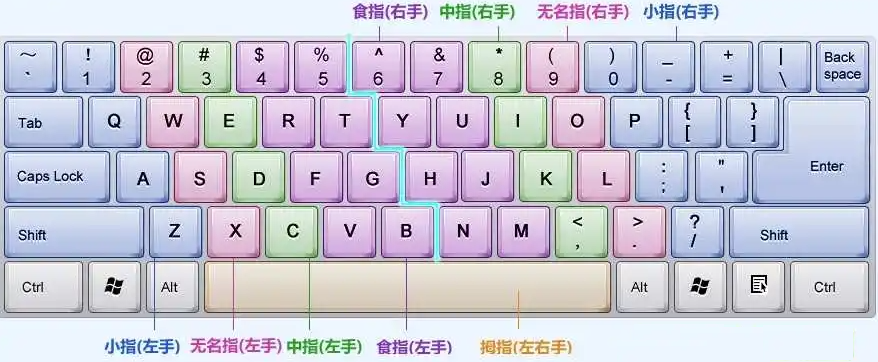 食指(右手) 中指(右手) 无名指(右手) 小指(右手)
~ ! @ # $ % ^ & * ( ) _ + | Back
` 1 2 3 4 5 6 7 8 9 0 - = \ space
Tab Q W E R T Y U I O P { }
[ ]
Caps Lock A S D F G H J K L : " Enter
; '
Shift Z X C V B N M < > ? Shift
, . /
Ctrl Alt Alt Ctrl
小指(左手) 无名指(左手) 中指(左手) 食指(左手) 拇指(左右手)